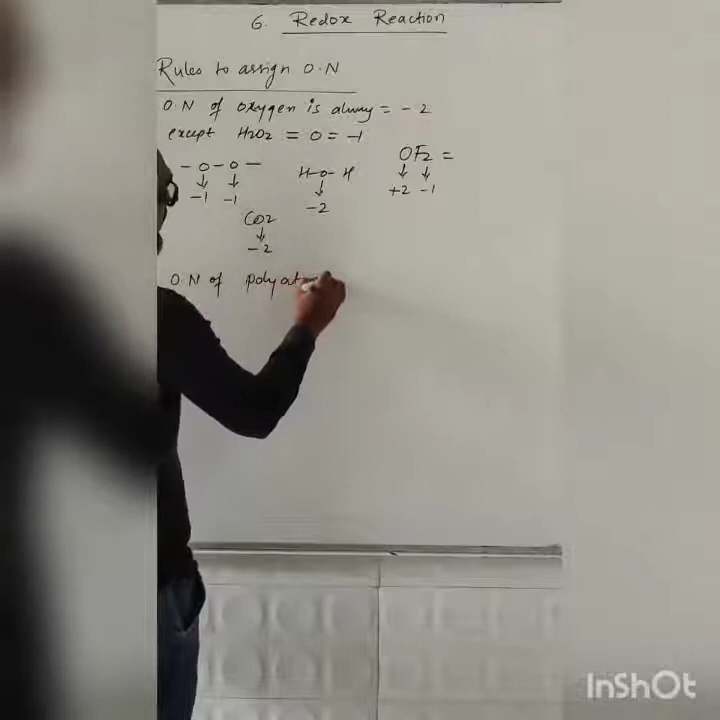 6. Redox Reaction
Rules to assign O.N
O.N of oxygen is alway = -2
except H2O2 = O = -1
- O - O -
↓ ↓
-1 -1
H-O-H
↓
-2
OF2 =
↓ ↓
+2 -1
CO2
↓
-2
O.N of polyat
InShOt